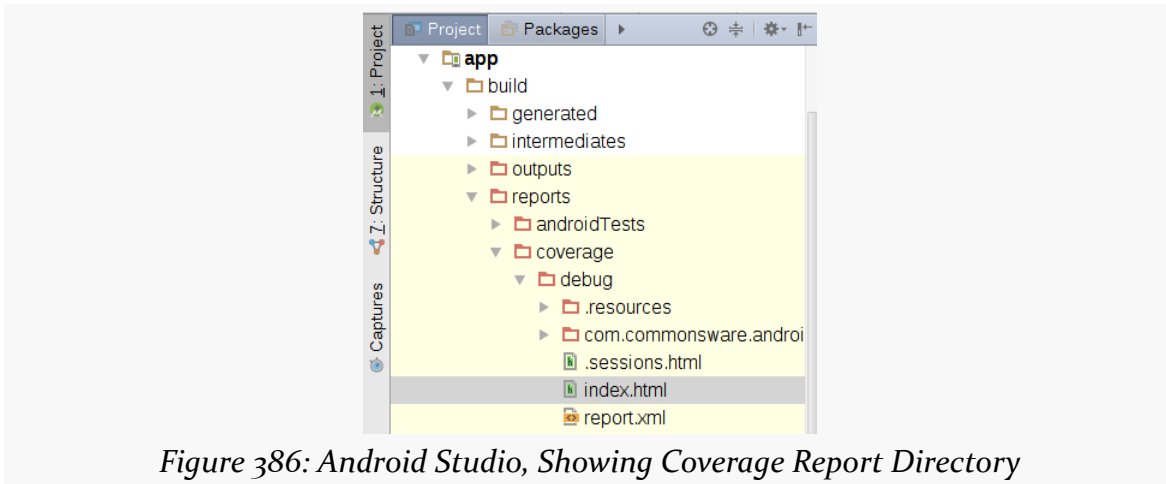 1: Project
7: Structure
Captures
Project Packages
app
build
generated
intermediates
outputs
reports
androidTests
coverage
debug
.resources
com.commonsware.androi
.sessions.html
index.html
report.xml
Figure 386: Android Studio, Showing Coverage Report Directory